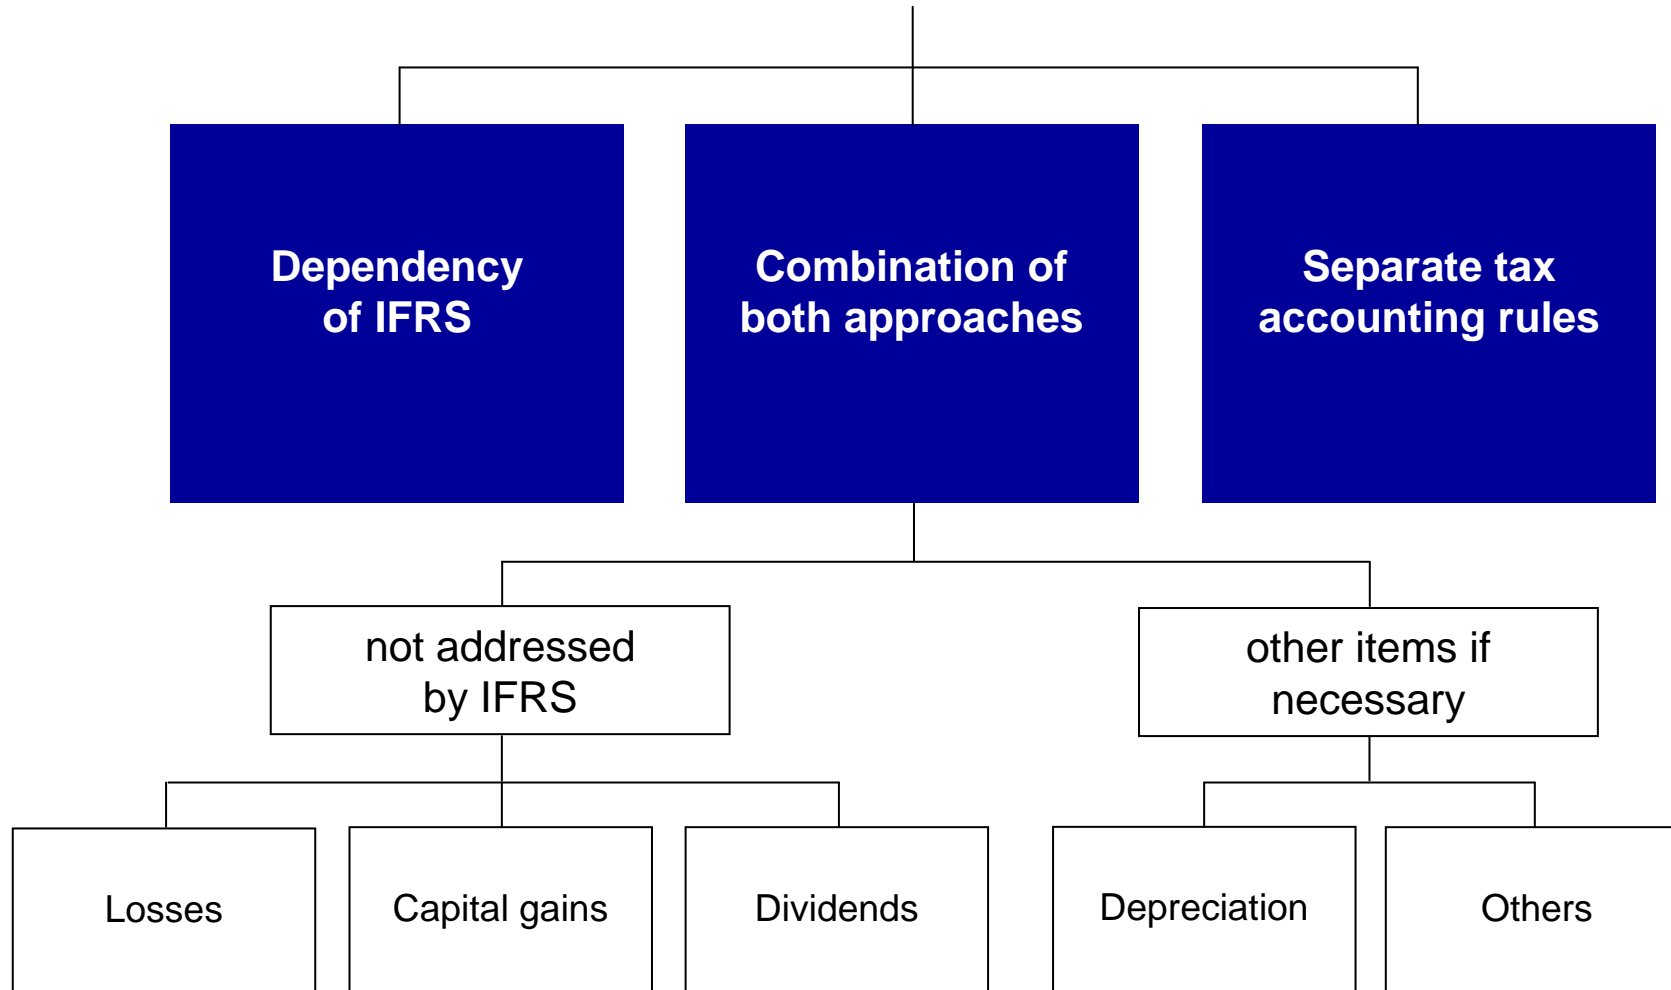 Dependency
of IFRS
Combination of
both approaches
Separate tax
accounting rules
not addressed
by IFRS
other items if
necessary
Losses
Capital gains
Dividends
Depreciation
Others